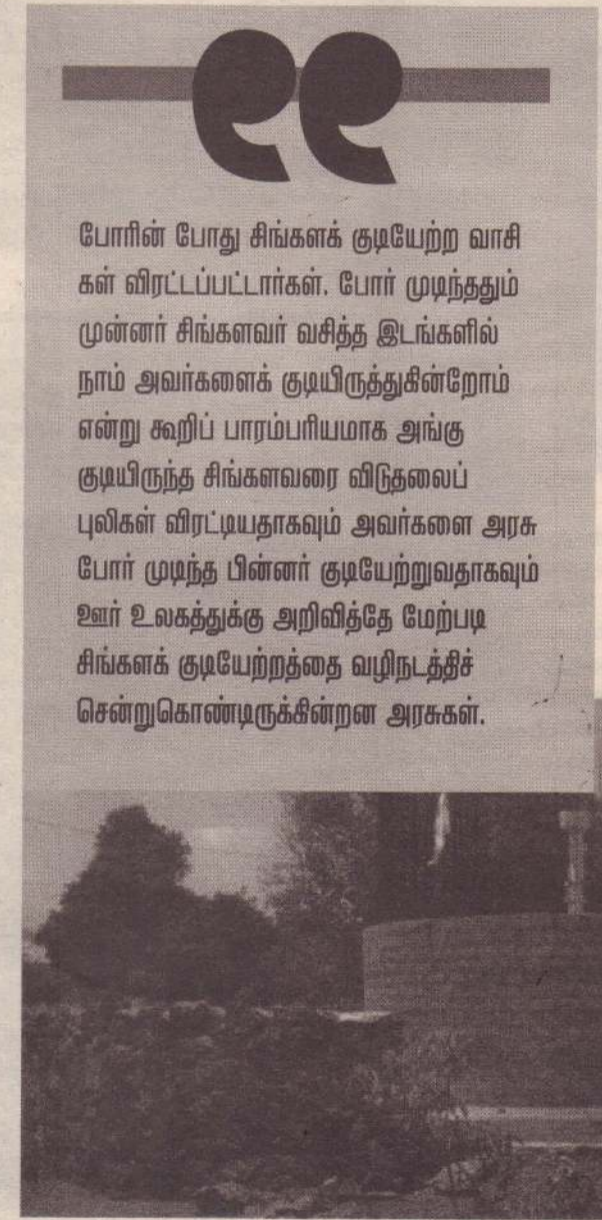 போரின் போது சிங்களக் குடியேற்ற வாசி
கள் விரட்டப்பட்டார்கள். போர் முடிந்ததும்
முன்னர் சிங்களவர் வசித்த இடங்களில்
நாம் அவர்களைக் குடியிருத்துகின்றோம்
என்று கூறிப் பாரம்பரியமாக அங்கு
குடியிருந்த சிங்களவரை விடுதலைப்
புலிகள் விரட்டியதாகவும் அவர்களை அரசு
போர் முடிந்த பின்னர் குடியேற்றுவதாகவும்
ஊர் உலகத்துக்கு அறிவித்தே மேற்படி
சிங்களக் குடியேற்றத்தை வழிநடத்திச்
சென்றுகொண்டிருக்கின்றன அரசுகள்.